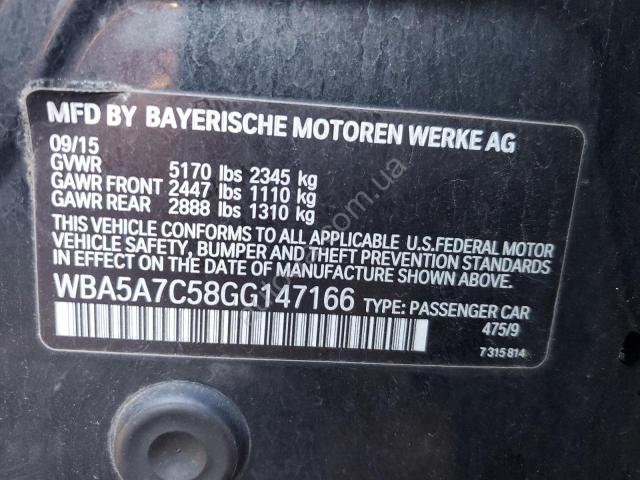 MFD BY BAYERISCHE MOTOREN WERKE AG
09/15
GVWR 5170 lbs 2345 kg
GAWR FRONT 2447 lbs 1110 kg
GAWR REAR 2888 lbs 1310 kg
THIS VEHICLE CONFORMS TO ALL APPLICABLE U.S.FEDERAL MOTOR
VEHICLE SAFETY, BUMPER AND THEFT PREVENTION STANDARDS
IN EFFECT ON THE DATE OF MANUFACTURE SHOWN ABOVE.
WBA5A7C58GG147166 TYPE: PASSENGER CAR
475/9
7 315 814